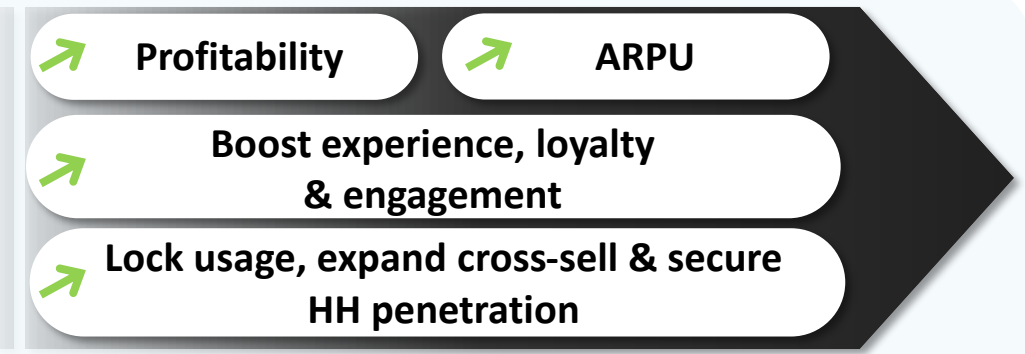 Profitability
ARPU
Boost experience, loyalty
& engagement
Lock usage, expand cross-sell & secure
HH penetration